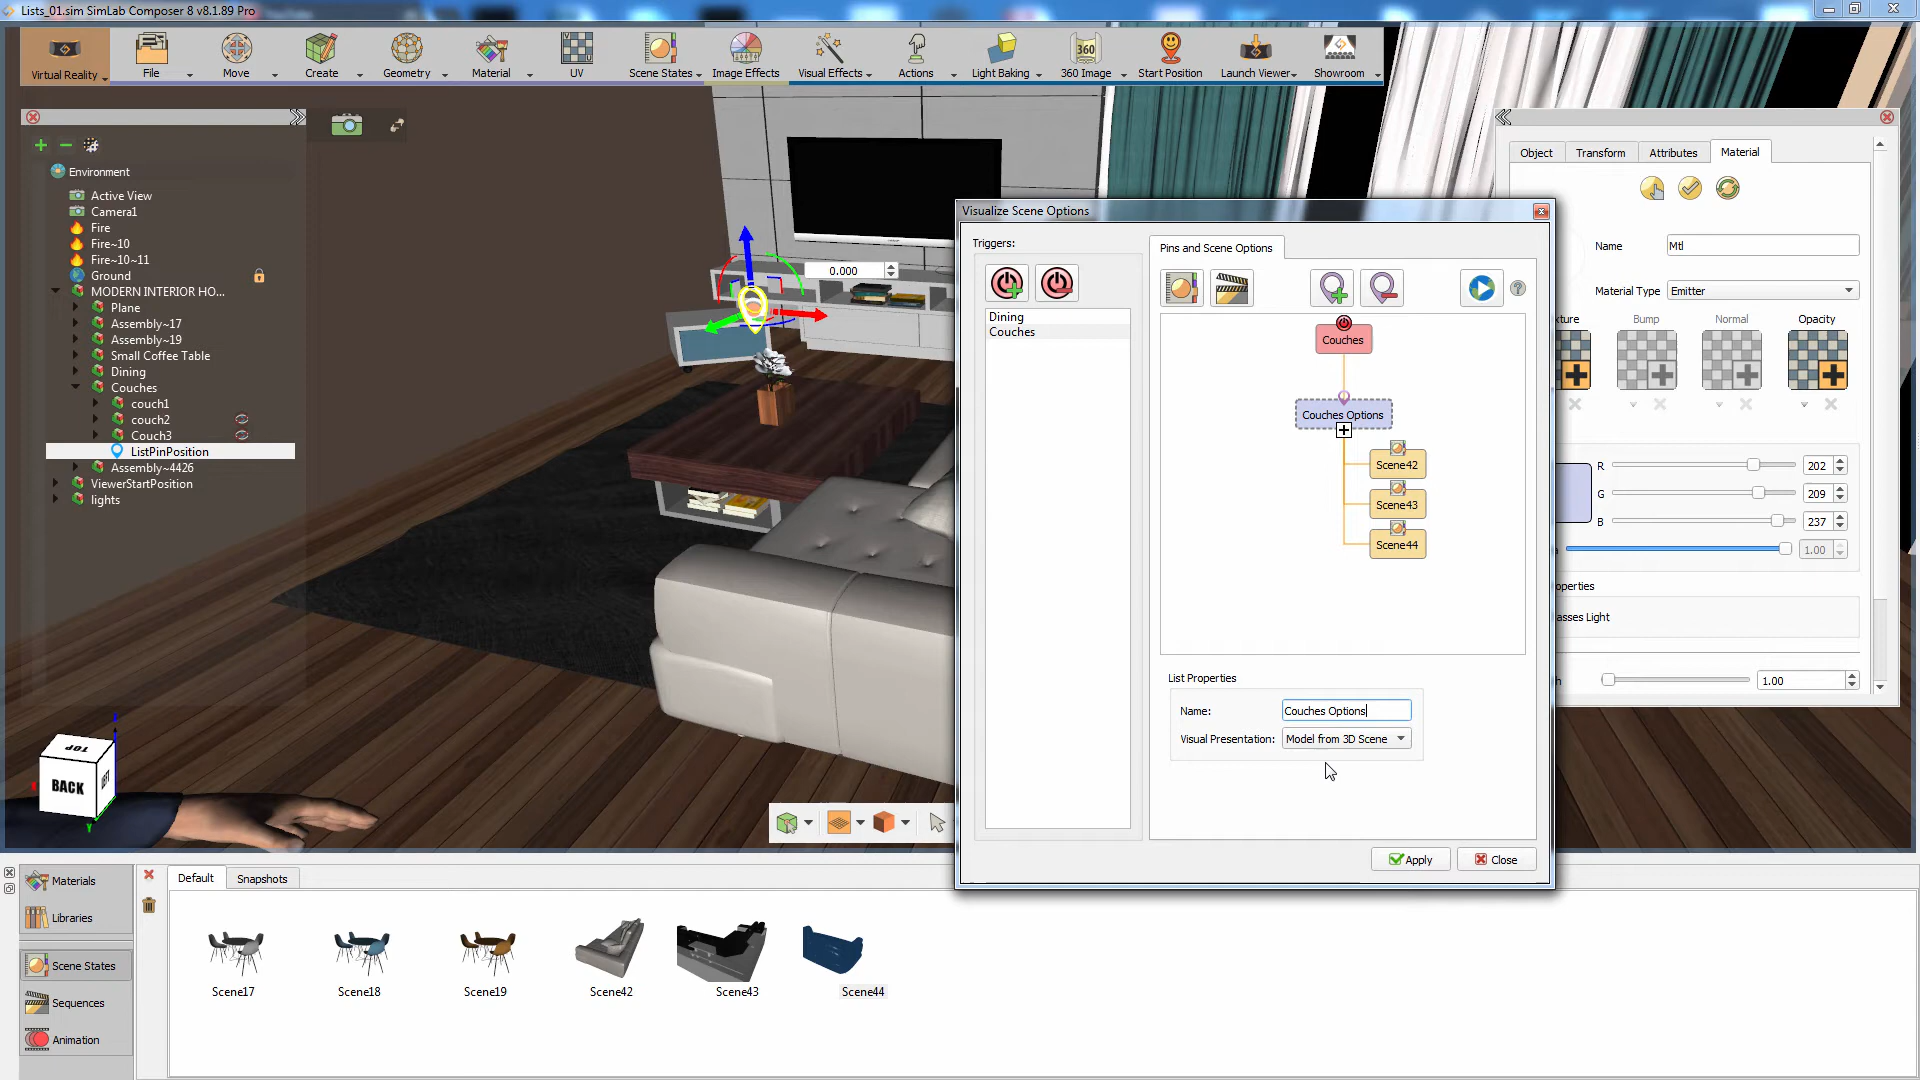 Lists_01.sim SimLab Composer 8 v8.1.89 Pro
Virtual Reality
File
Move
Create
Geometry
Material
UV
Scene States
Image Effects
Visual Effects
Actions
Light Baking
360 Image
Start Position
Launch Viewer
Showroom
360
Environment
Active View
Camera1
Fire
Fire~10
Fire~10~11
Ground
MODERN INTERIOR HO...
Plane
Assembly~17
Assembly~19
Small Coffee Table
Dining
Couches
couch1
couch2
Couch3
ListPinPosition
Assembly~4426
ViewerStartPosition
lights
0.000
TOP
BACK
LEFT
Visualize Scene Options
Triggers:
Dining
Couches
Pins and Scene Options
Couches
Couches Options
Scene42
Scene43
Scene44
List Properties
Name:
Couches Options
Visual Presentation:
Model from 3D Scene
Apply
Close
Object
Transform
Attributes
Material
Name
Mtl
Material Type
Emitter
xture
Bump
Normal
Opacity
R
202
G
209
B
237
1.00
operties
asses Light
1.00
Materials
Libraries
Scene States
Sequences
Animation
Default
Snapshots
Scene17
Scene18
Scene19
Scene42
Scene43
Scene44